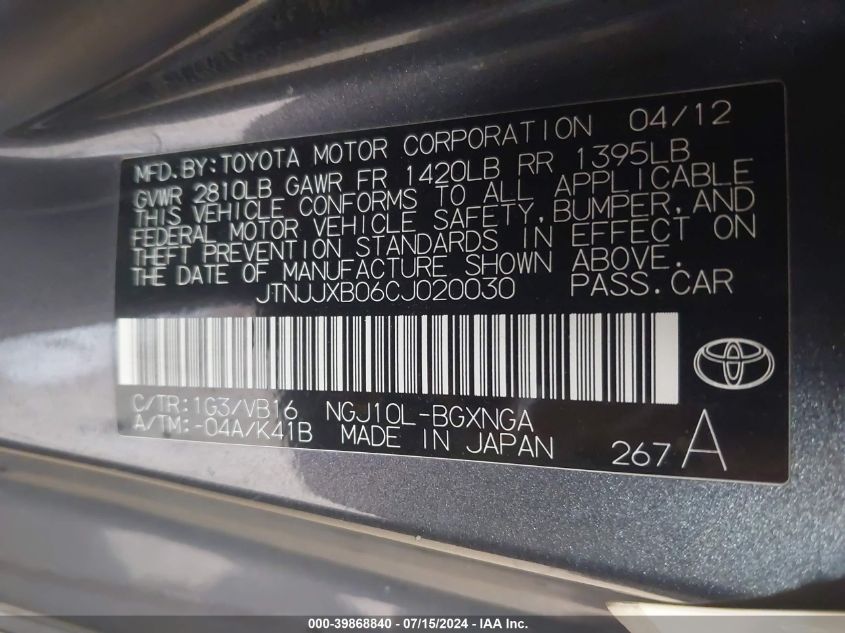 MFD.BY:TOYOTA MOTOR CORPORATION 04/12
GVWR 2810LB GAWR FR 1420LB RR 1395LB
THIS VEHICLE CONFORMS TO ALL APPLICABLE
FEDERAL MOTOR VEHICLE SAFETY,BUMPER,AND
THEFT PREVENTION STANDARDS IN EFFECT ON
THE DATE OF MANUFACTURE SHOWN ABOVE.
JTNJJXB06CJ020030 PASS.CAR
C/TR:1G3/VB16 NGJ10L-BGXNGA
A/TM:-04A/K41B MADE IN JAPAN 267 A
000-39868840 - 07/15/2024 - IAA Inc.